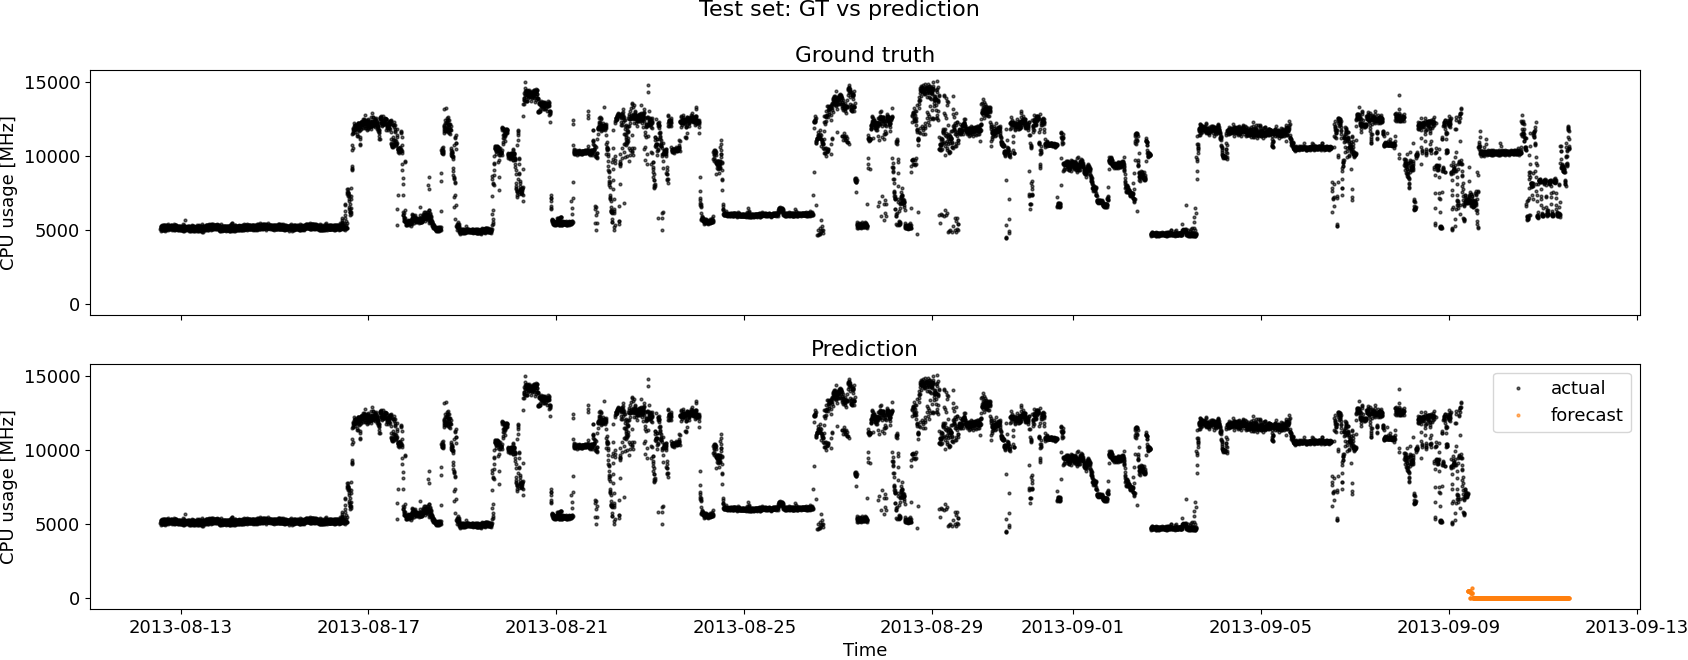 Test set: GT vs prediction
Ground truth
15000
10000
5000
0
CPU usage [MHz]
Prediction
15000
10000
5000
0
CPU usage [MHz]
actual
forecast
2013-08-13 2013-08-17 2013-08-21 2013-08-25 2013-08-29 2013-09-01 2013-09-05 2013-09-09 2013-09-13
Time